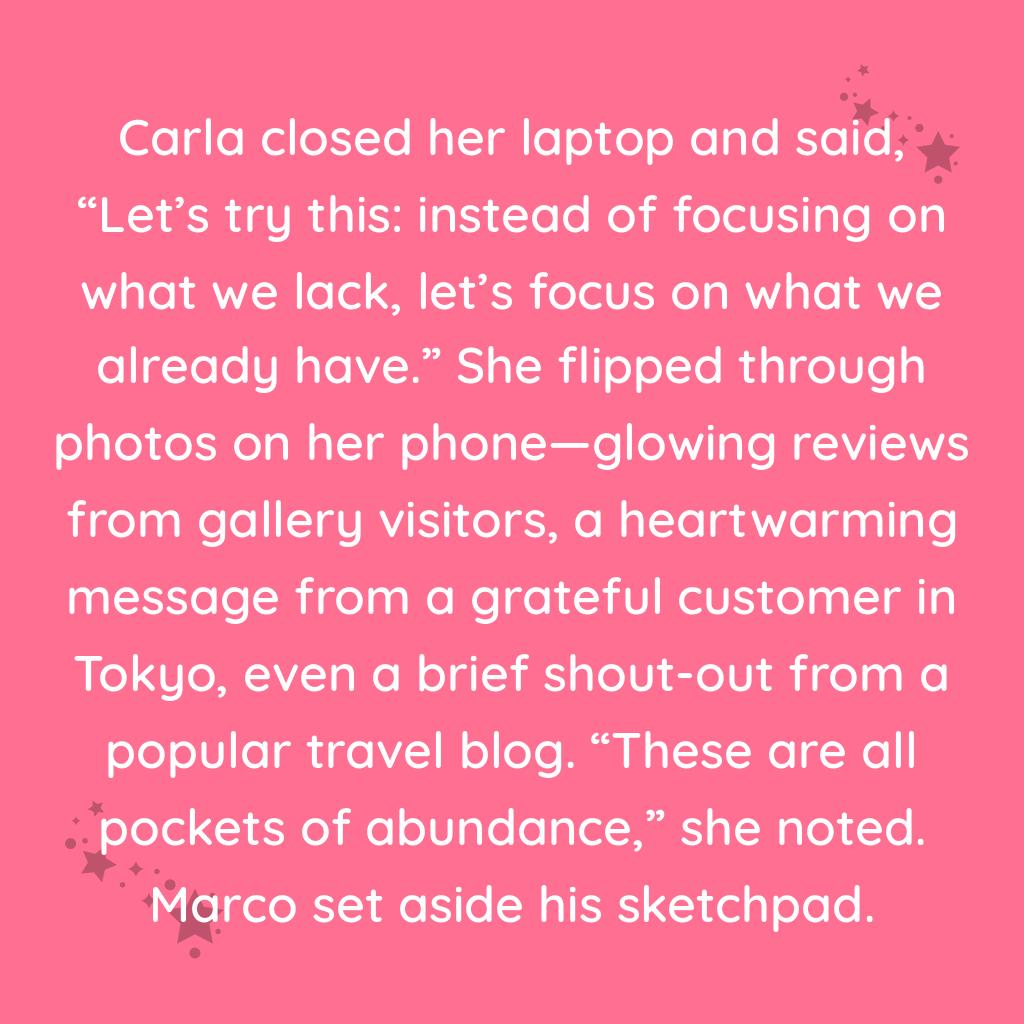 Carla closed her laptop and said,
“Let’s try this: instead of focusing on
what we lack, let’s focus on what we
already have.” She flipped through
photos on her phone—glowing reviews
from gallery visitors, a heartwarming
message from a grateful customer in
Tokyo, even a brief shout-out from a
popular travel blog. “These are all
pockets of abundance,” she noted.
Marco set aside his sketchpad.